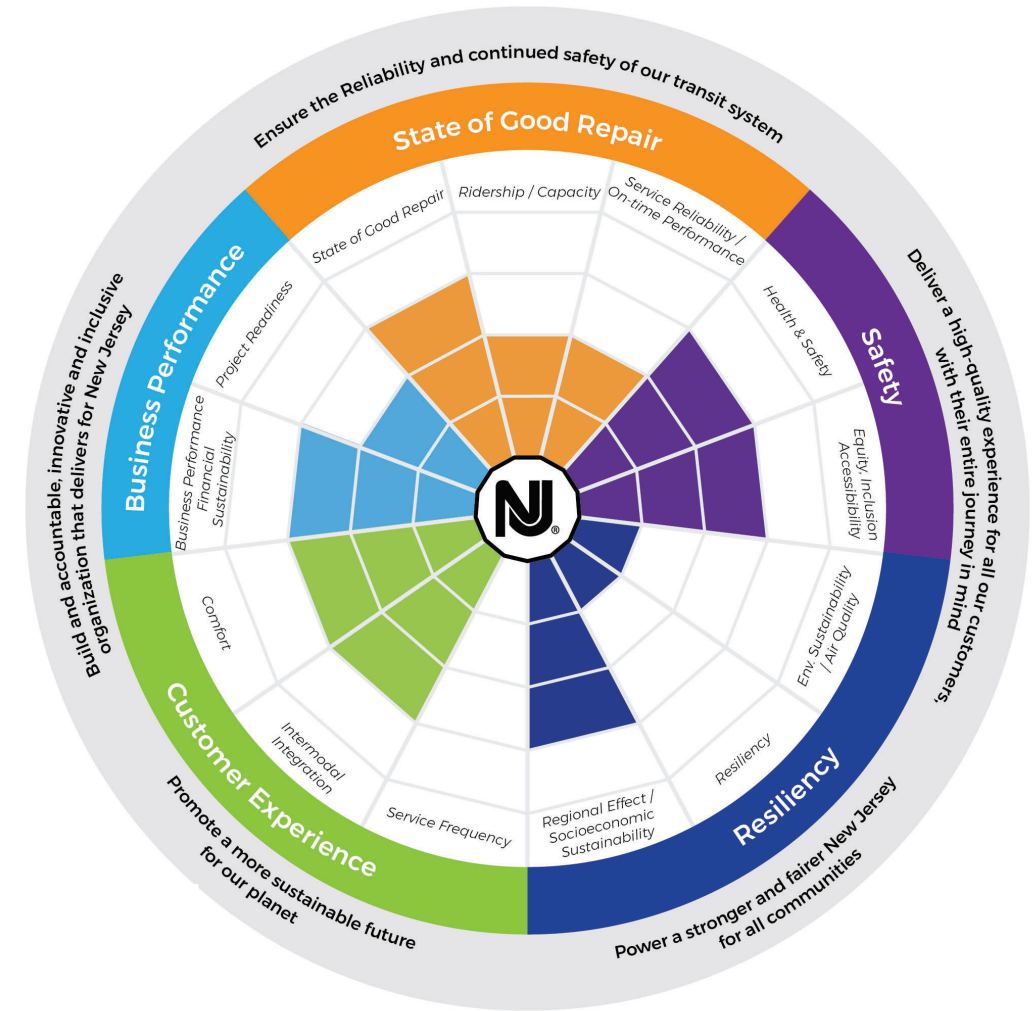 Ensure the Reliability and continued safety of our transit system
State of Good Repair
State of Good Repair
Ridership / Capacity
Service Reliability /
On-time Performance
Safety
Health & Safety
Equity. Inclusion
Accessibibility
Deliver a high-quality experience for all our customers,
with their entire journey in mind
Resiliency
Env. Sustainability
/ Air Quality
Resiliency
Regional Effect /
Socioeconomic
Sustainability
Power a stronger and fairer New Jersey
for all communities
Customer Experience
Service Frequency
Intermodal
Integration
Comfort
Promote a more sustainable future
for our planet
Business Performance
Business Performance
Financial
Sustainability
Project Readiness
Build and accountable, innovative and inclusive
organization that delivers for New Jersey
NJ®